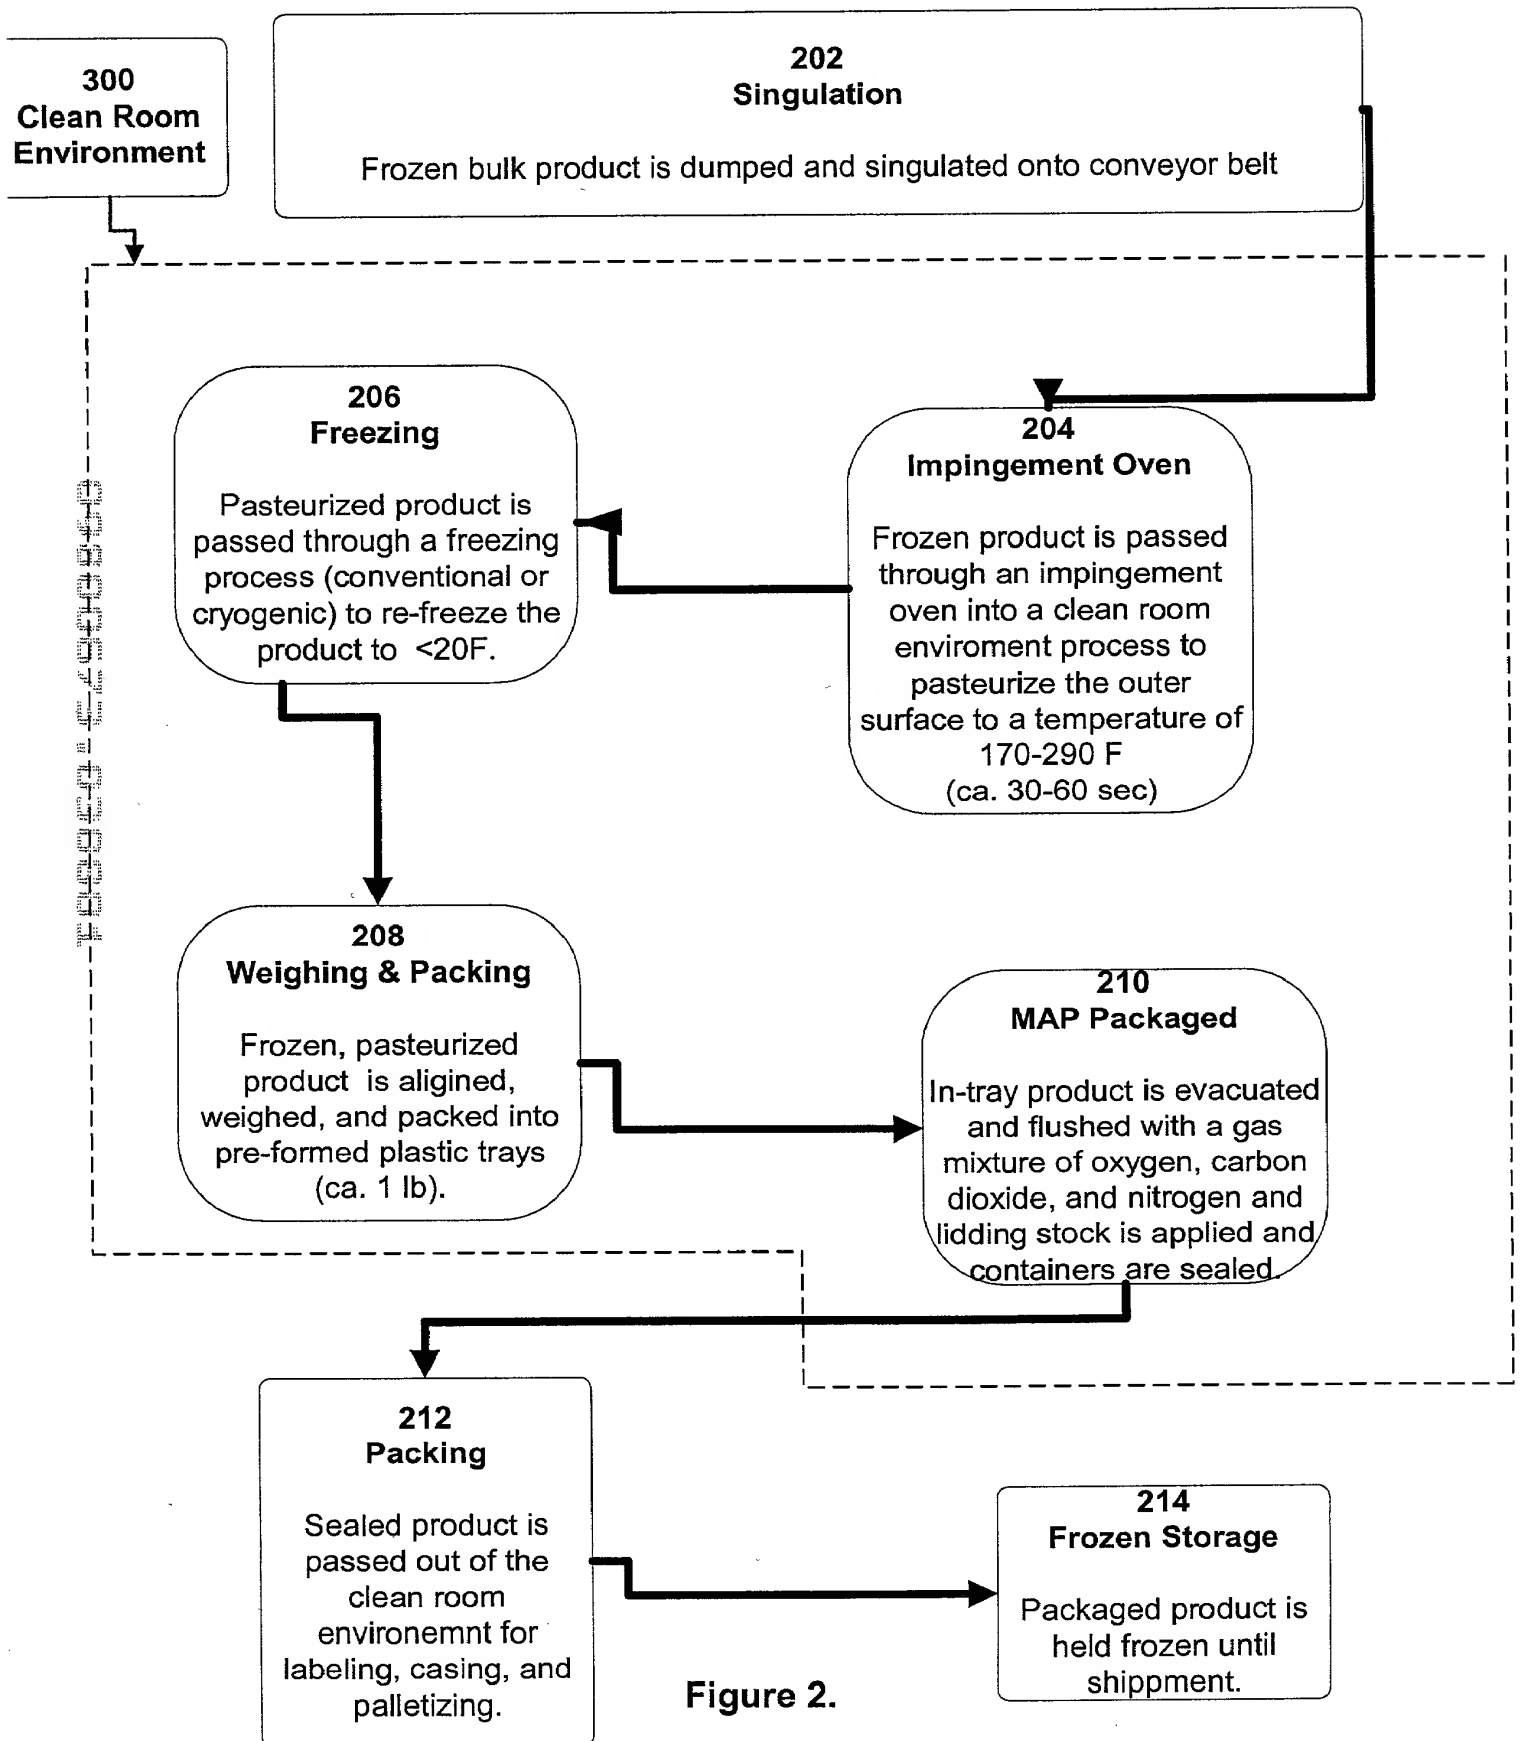 300
Clean Room
Environment
202
Singulation
Frozen bulk product is dumped and singulated onto conveyor belt
206
Freezing
Pasteurized product is
passed through a freezing
process (conventional or
cryogenic) to re-freeze the
product to <20F.
204
Impingement Oven
Frozen product is passed
through an impingement
oven into a clean room
enviroment process to
pasteurize the outer
surface to a temperature of
170-290 F
(ca. 30-60 sec)
208
Weighing & Packing
Frozen, pasteurized
product is aligined,
weighed, and packed into
pre-formed plastic trays
(ca. 1 lb).
210
MAP Packaged
In-tray product is evacuated
and flushed with a gas
mixture of oxygen, carbon
dioxide, and nitrogen and
lidding stock is applied and
containers are sealed.
212
Packing
Sealed product is
passed out of the
clean room
environemnt for
labeling, casing, and
palletizing.
214
Frozen Storage
Packaged product is
held frozen until
shippment.
Figure 2.